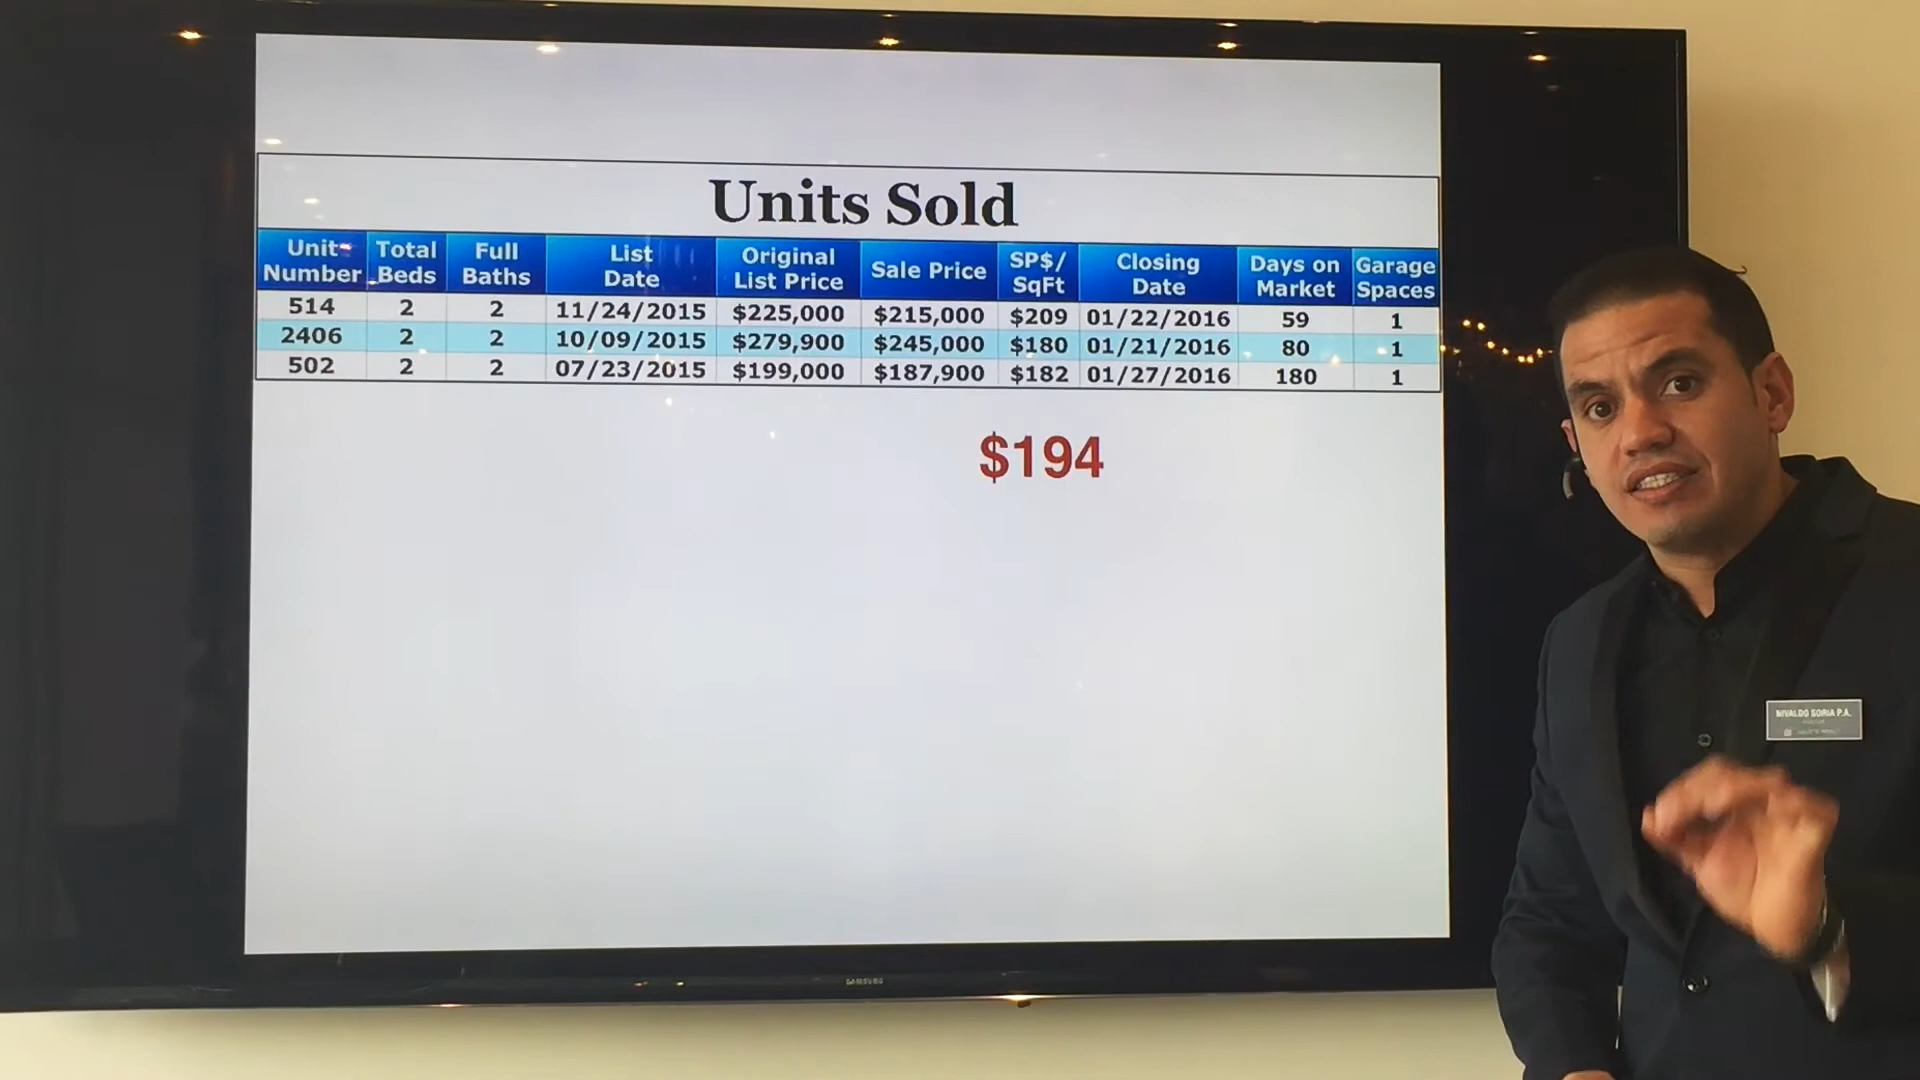 Units Sold
Unit Number Total Beds Full Baths List Date Original List Price Sale Price SP$/ SqFt Closing Date Days on Market Garage Spaces
514 2 2 11/24/2015 $225,000 $215,000 $209 01/22/2016 59 1
2406 2 2 10/09/2015 $279,900 $245,000 $180 01/21/2016 80 1
502 2 2 07/23/2015 $199,000 $187,900 $182 01/27/2016 180 1
$194
NIVALDO SORIA P.A.
SAMSUNG